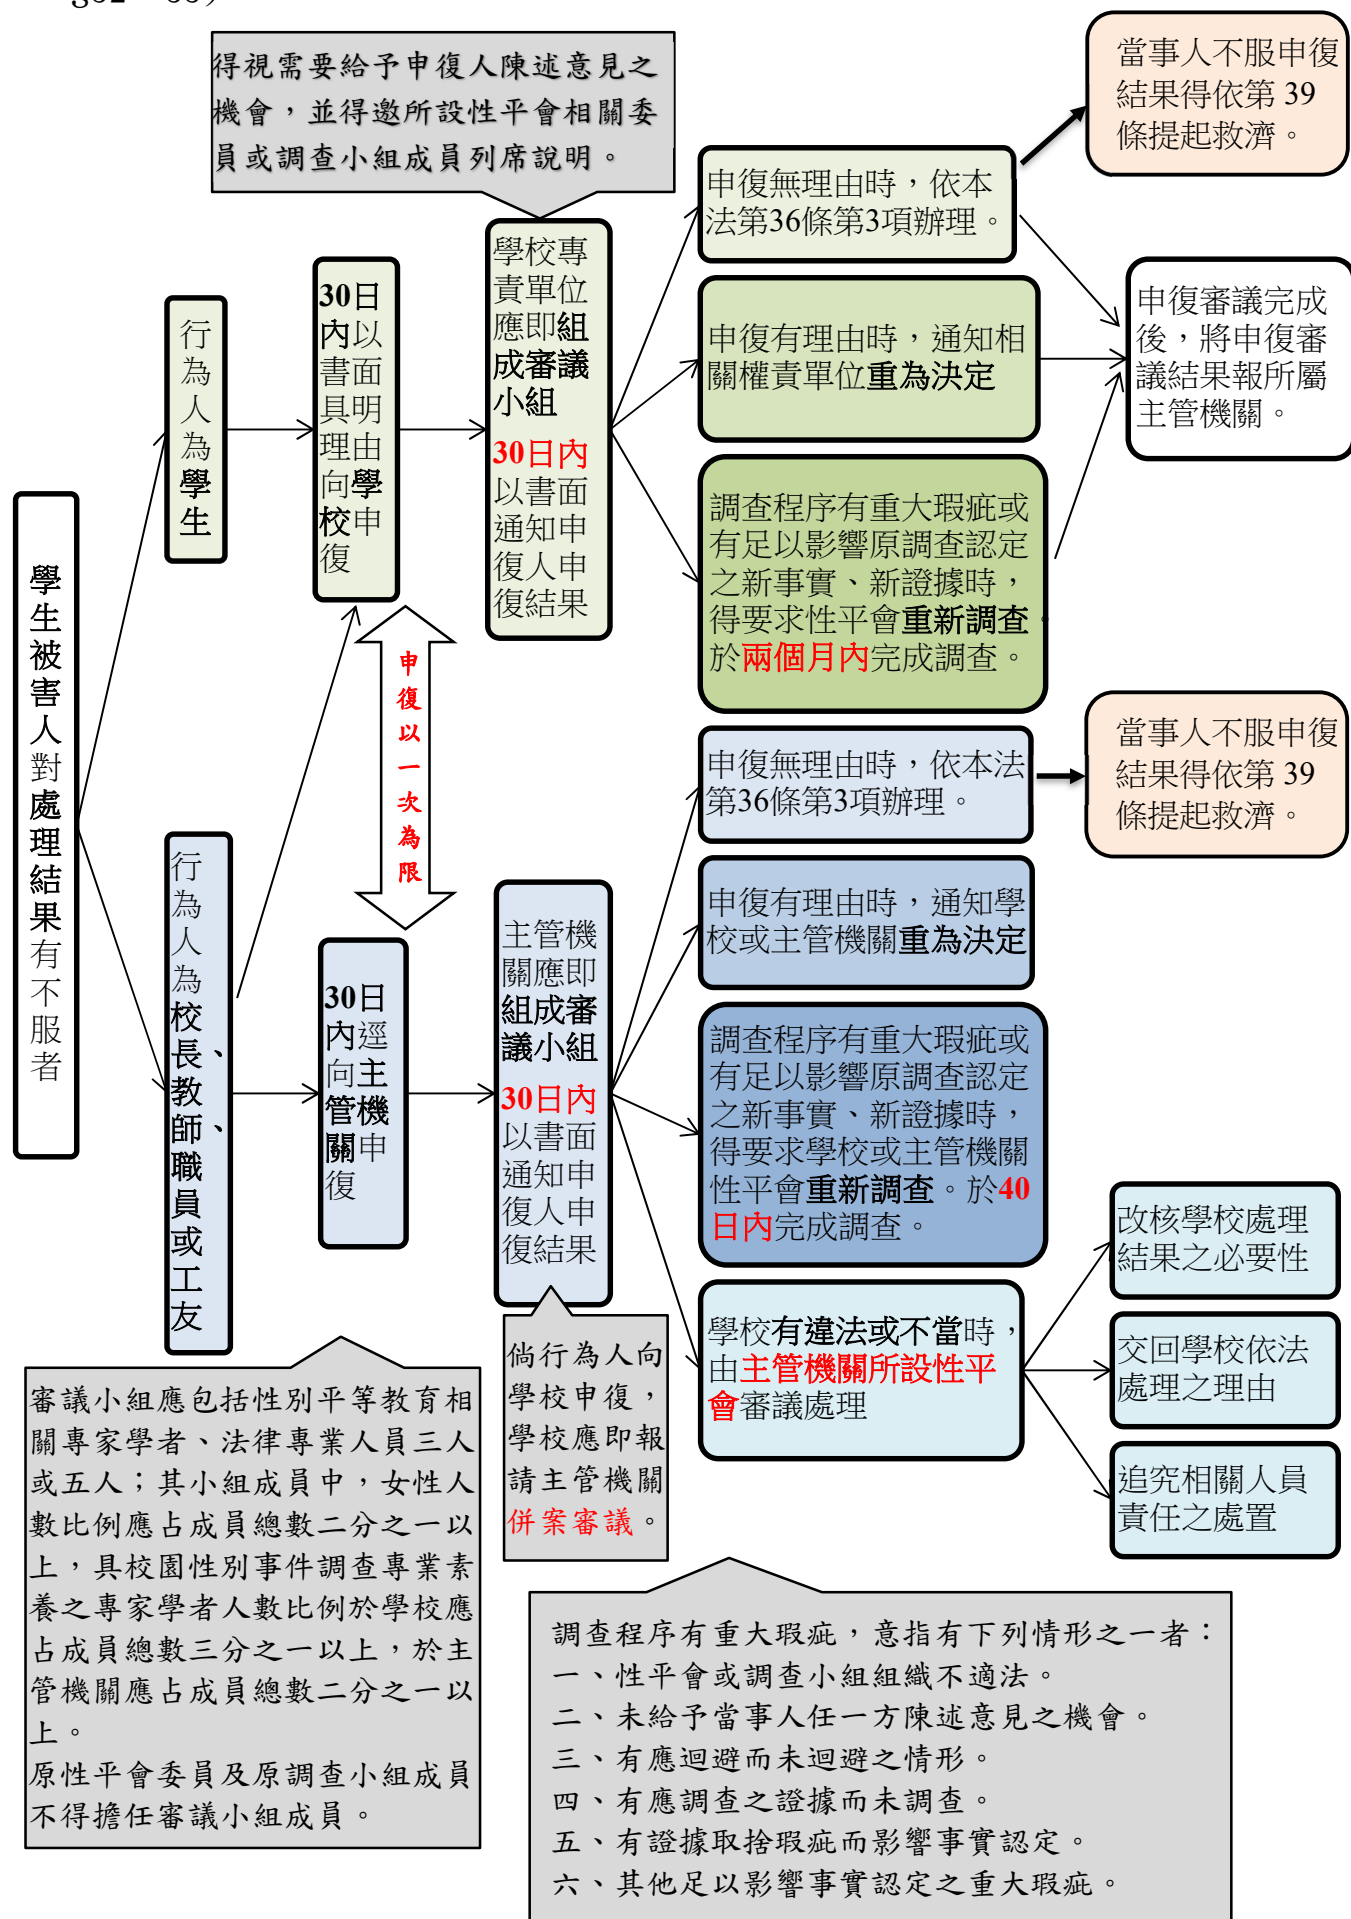 得視需要給予申復人陳述意見之
機會，並得邀所設性平會相關委
員或調查小組成員列席說明。
當事人不服申復
結果得依第 39
條提起救濟。
學生被害人對處理結果有不服者
行為人為學生
30日
內以
書面
具明
理由
向學
校申
復
學校專
責單位
應即組
成審議
小組
30日內
以書面
通知申
復人申
復結果
申復無理由時，依本
法第36條第3項辦理。
申復有理由時，通知相
關權責單位重為決定
調查程序有重大瑕疵或
有足以影響原調查認定
之新事實、新證據時，
得要求性平會重新調查。
於兩個月內完成調查。
申復審議完成
後，將申復審
議結果報所屬
主管機關。
申復以一次為限
行為人為校長、教師、職員或工友
30日
內逕
向主
管機
關申
復
主管機
關應即
組成審
議小組
30日內
以書面
通知申
復人申
復結果
申復無理由時，依本法
第36條第3項辦理。
當事人不服申復
結果得依第 39
條提起救濟。
申復有理由時，通知學
校或主管機關重為決定
調查程序有重大瑕疵或
有足以影響原調查認定
之新事實、新證據時，
得要求學校或主管機關
性平會重新調查。於40
日內完成調查。
學校有違法或不當時，
由主管機關所設性平
會審議處理
改核學校處理
結果之必要性
交回學校依法
處理之理由
追究相關人員
責任之處置
倘行為人向
學校申復，
學校應即報
請主管機關
併案審議。
審議小組應包括性別平等教育相
關專家學者、法律專業人員三人
或五人；其小組成員中，女性人
數比例應占成員總數二分之一以
上，具校園性別事件調查專業素
養之專家學者人數比例於學校應
占成員總數三分之一以上，於主
管機關應占成員總數二分之一以
上。
原性平會委員及原調查小組成員
不得擔任審議小組成員。
調查程序有重大瑕疵，意指有下列情形之一者：
一、性平會或調查小組組織不適法。
二、未給予當事人任一方陳述意見之機會。
三、有應迴避而未迴避之情形。
四、有應調查之證據而未調查。
五、有證據取捨瑕疵而影響事實認定。
六、其他足以影響事實認定之重大瑕疵。